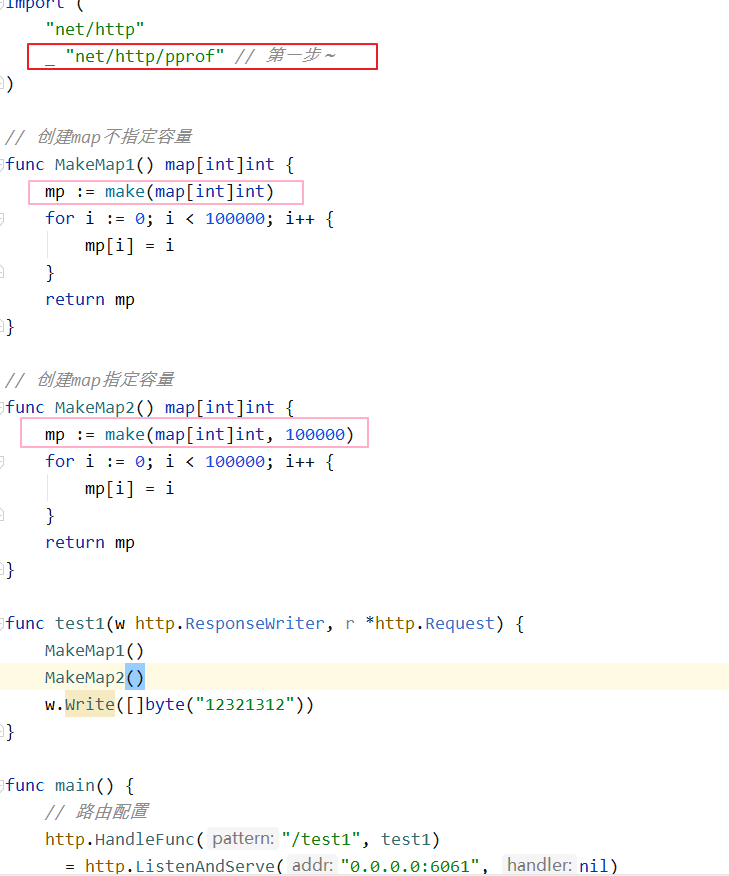 import (
"net/http"
_ "net/http/pprof" // 第一步~
)
// 创建map不指定容量
func MakeMap1() map[int]int {
mp := make(map[int]int)
for i := 0; i < 100000; i++ {
mp[i] = i
}
return mp
}
// 创建map指定容量
func MakeMap2() map[int]int {
mp := make(map[int]int, 100000)
for i := 0; i < 100000; i++ {
mp[i] = i
}
return mp
}
func test1(w http.ResponseWriter, r *http.Request) {
MakeMap1()
MakeMap2()
w.Write([]byte("12321312"))
}
func main() {
// 路由配置
http.HandleFunc( pattern: "/test1", test1)
= http.ListenAndServe( addr: "0.0.0.0:6061", handler: nil)